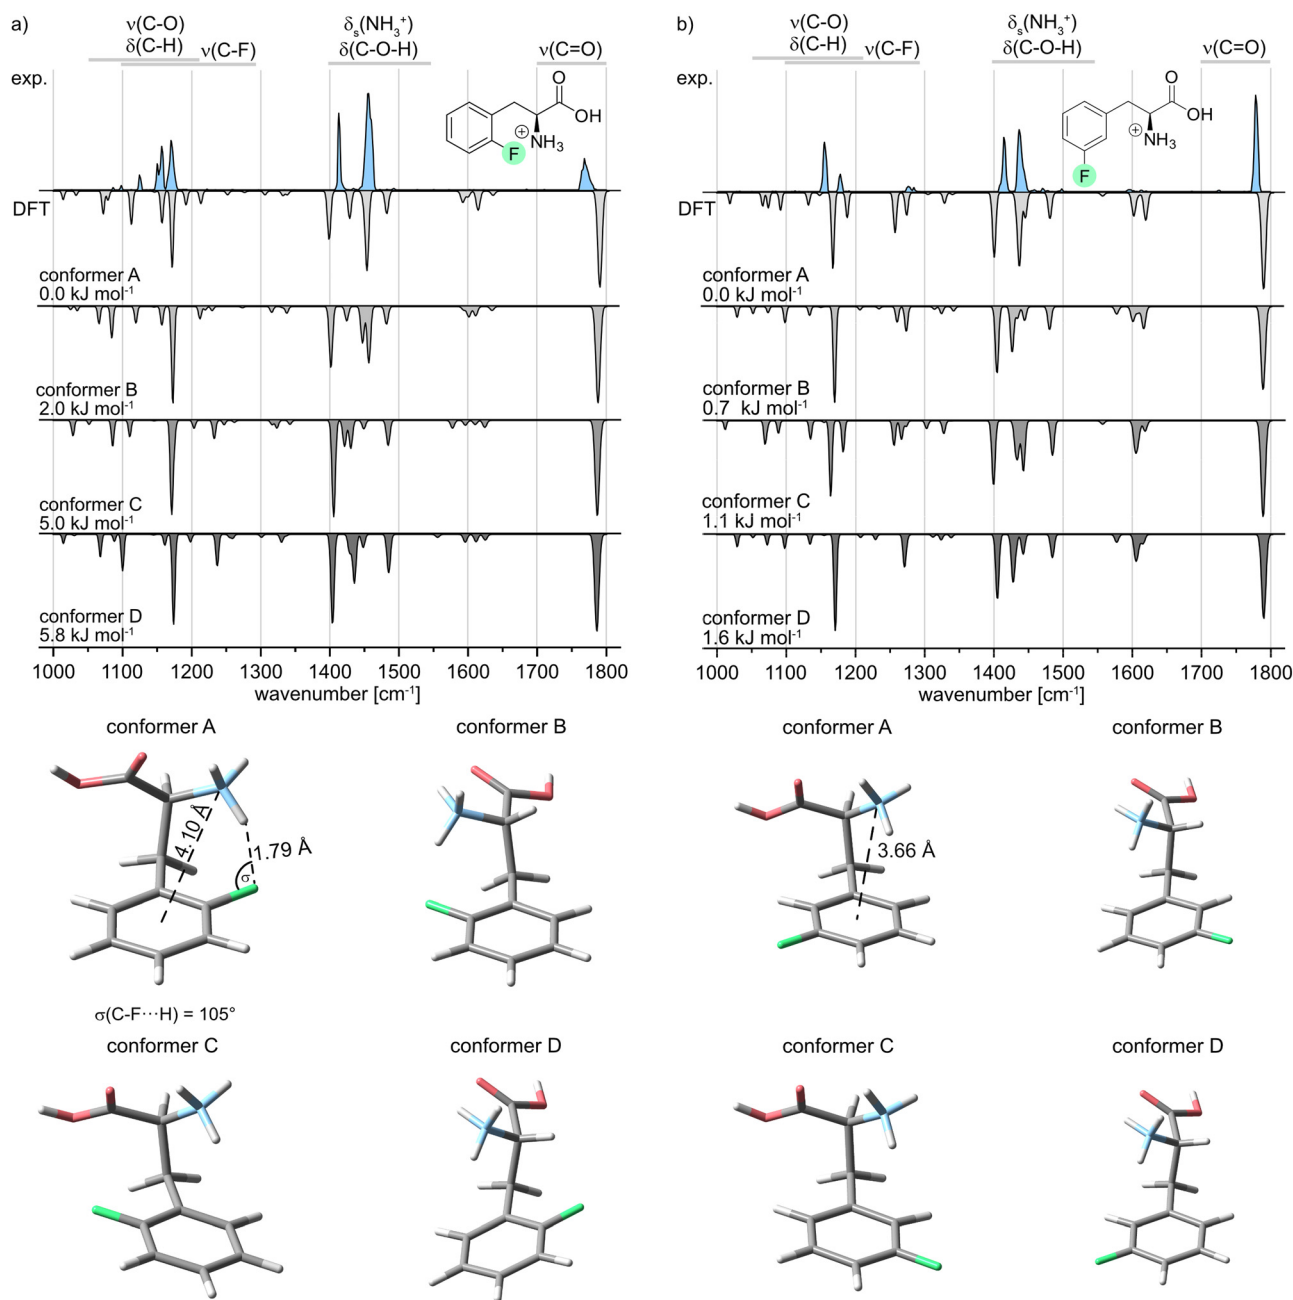 a)
ν(C-O)
δ(C-H)
ν(C-F)
δs(NH3+)
δ(C-O-H)
ν(C=O)
exp.
O
OH
+
NH3
F
DFT
conformer A
0.0 kJ mol-1
conformer B
2.0 kJ mol-1
conformer C
5.0 kJ mol-1
conformer D
5.8 kJ mol-1
1000 1100 1200 1300 1400 1500 1600 1700 1800
wavenumber [cm-1]
b)
ν(C-O)
δ(C-H)
ν(C-F)
δs(NH3+)
δ(C-O-H)
ν(C=O)
exp.
O
OH
+
NH3
F
DFT
conformer A
0.0 kJ mol-1
conformer B
0.7 kJ mol-1
conformer C
1.1 kJ mol-1
conformer D
1.6 kJ mol-1
1000 1100 1200 1300 1400 1500 1600 1700 1800
wavenumber [cm-1]
conformer A
4.10 Å
1.79 Å
σ
σ(C-F···H) = 105°
conformer B
conformer C
conformer D
conformer A
3.66 Å
conformer B
conformer C
conformer D